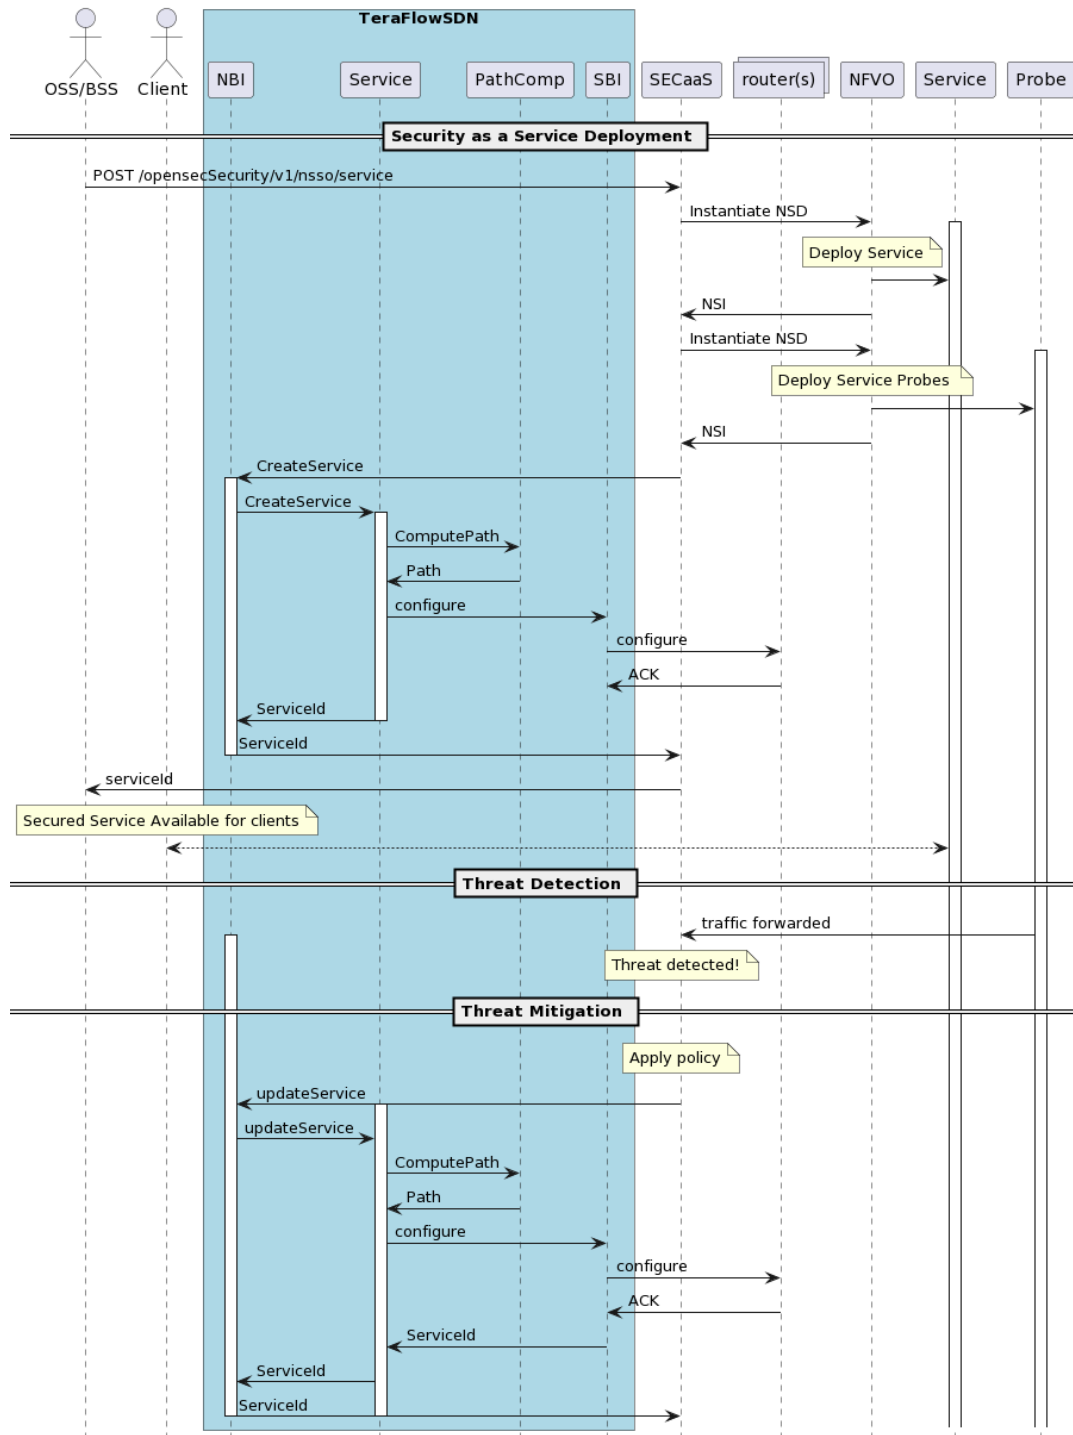 TeraFlowSDN
OSS/BSS
Client
NBI
Service
PathComp
SBI
SECaaS
router(s)
NFVO
Service
Probe
Security as a Service Deployment
POST /opensecSecurity/v1/nsso/service
Instantiate NSD
Deploy Service
NSI
Instantiate NSD
Deploy Service Probes
NSI
CreateService
CreateService
ComputePath
Path
configure
configure
ACK
ServiceId
ServiceId
serviceId
Secured Service Available for clients
Threat Detection
traffic forwarded
Threat detected!
Threat Mitigation
Apply policy
updateService
updateService
ComputePath
Path
configure
configure
ACK
ServiceId
ServiceId
ServiceId